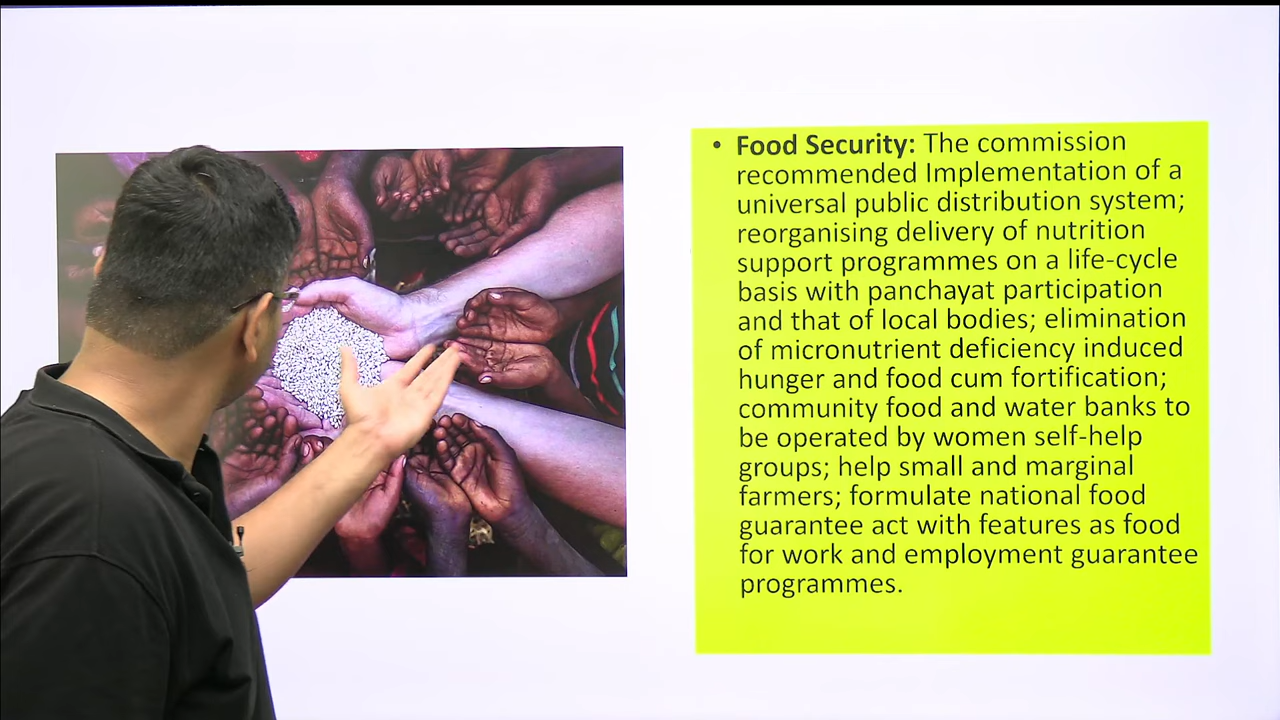 • Food Security: The commission
recommended Implementation of a
universal public distribution system;
reorganising delivery of nutrition
support programmes on a life-cycle
basis with panchayat participation
and that of local bodies; elimination
of micronutrient deficiency induced
hunger and food cum fortification;
community food and water banks to
be operated by women self-help
groups; help small and marginal
farmers; formulate national food
guarantee act with features as food
for work and employment guarantee
programmes.